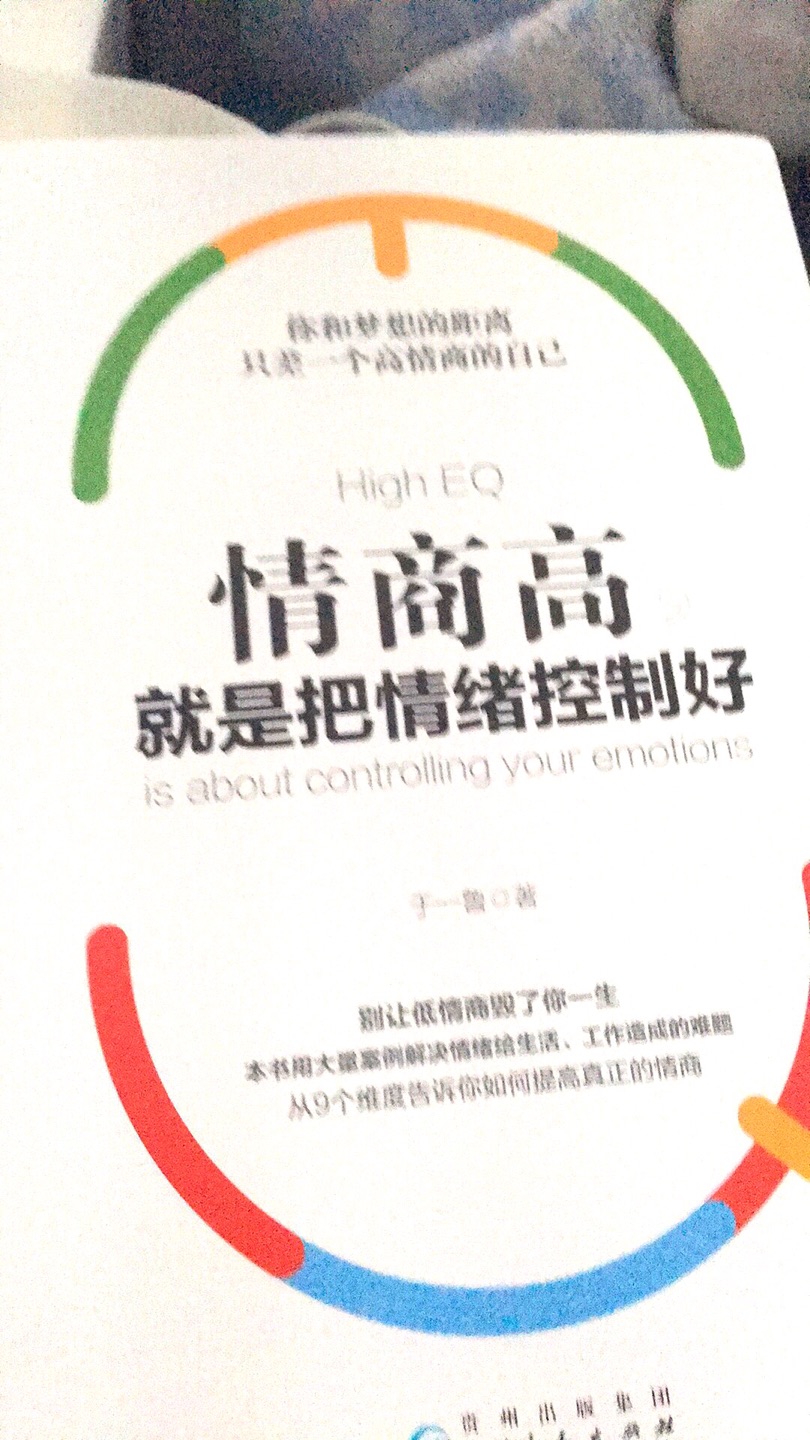 你和梦想的距离
只差一个高情商的自己
High EQ
情商高
就是把情绪控制好
is about controlling your emotions
于一鲁◎著
别让低情商毁了你一生
本书用大量案例解决情绪给生活、工作造成的难题
从9个维度告诉你如何提高真正的情商
贵州出版集团